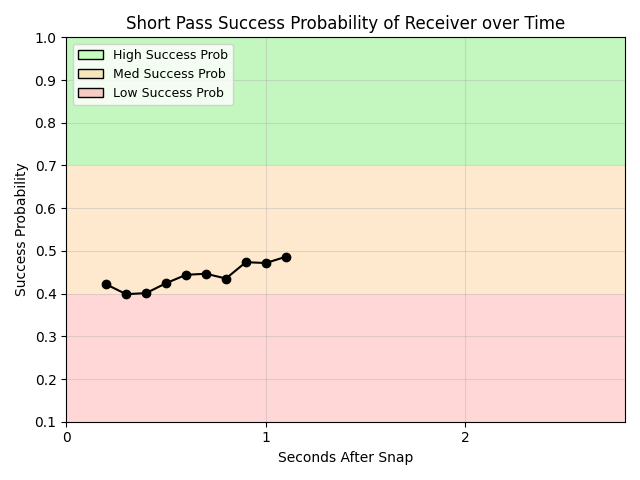 Short Pass Success Probability of Receiver over Time
1.0
0.9
0.8
0.7
0.6
0.5
0.4
0.3
0.2
0.1
Success Probability
High Success Prob
Med Success Prob
Low Success Prob
0
1
2
Seconds After Snap